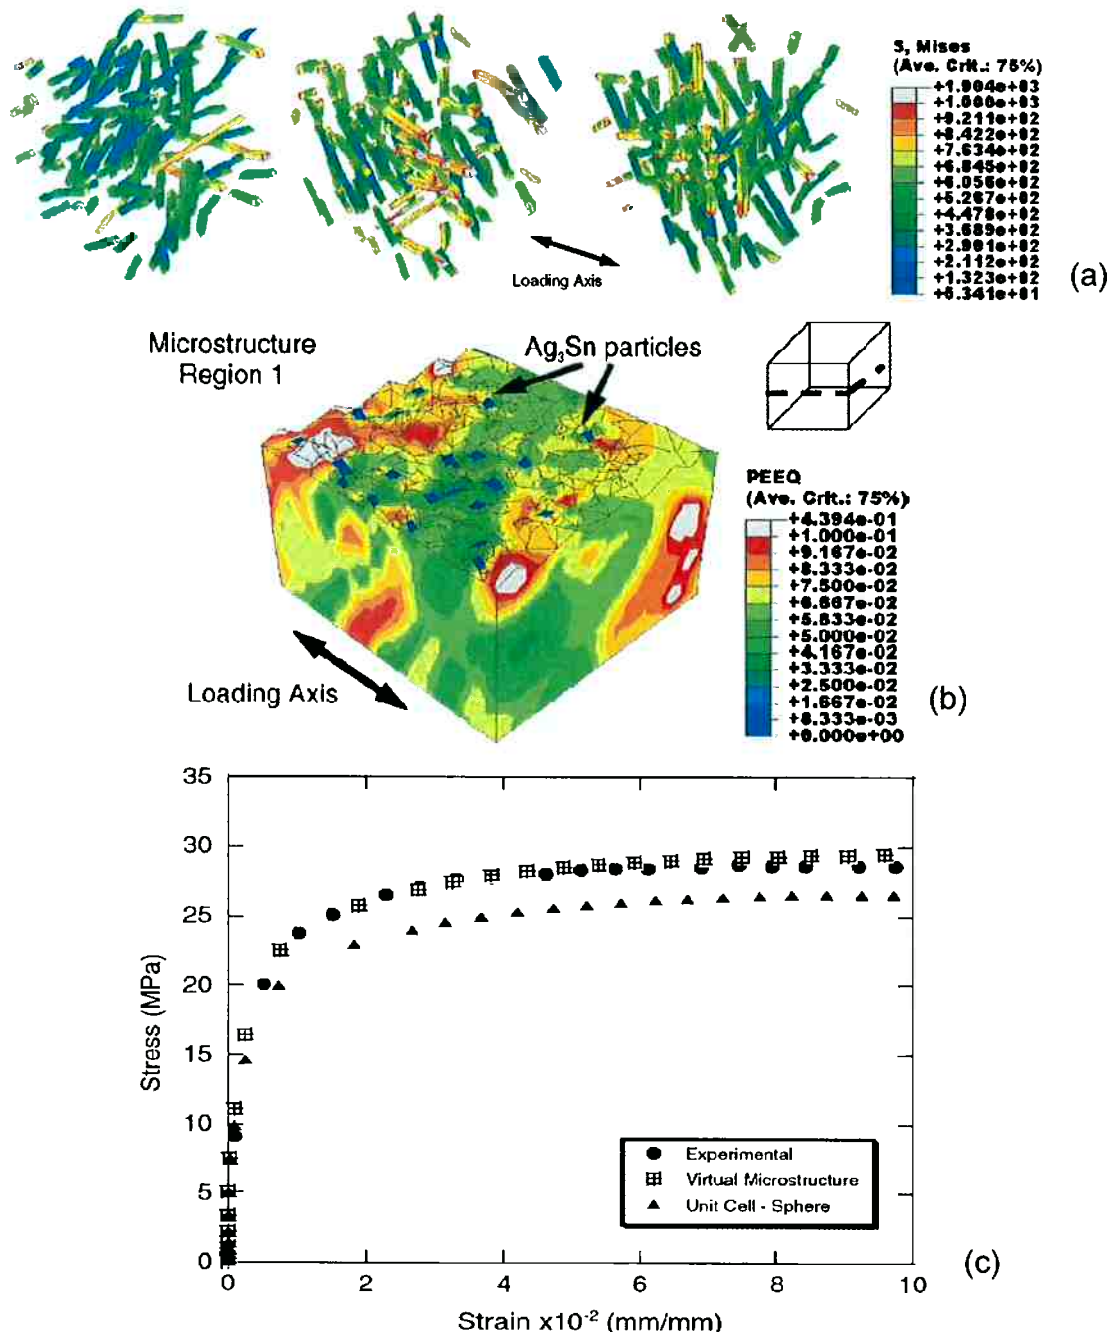 S, Mises
(Ave. Crit.: 75%)
+1.904e+03
+1.000e+03
+9.211e+02
+8.422e+02
+7.634e+02
+6.845e+02
+6.056e+02
+5.267e+02
+4.478e+02
+3.689e+02
+2.901e+02
+2.112e+02
+1.323e+02
+5.341e+01
Loading Axis
(a)
Microstructure
Region 1
Ag3Sn particles
PEEQ
(Ave. Crit.: 75%)
+4.394e-01
+1.000e-01
+9.167e-02
+8.333e-02
+7.500e-02
+6.667e-02
+5.833e-02
+5.000e-02
+4.167e-02
+3.333e-02
+2.500e-02
+1.667e-02
+8.333e-03
+0.000e+00
Loading Axis
(b)
35
30
25
20
15
10
5
0
Stress (MPa)
Experimental
Virtual Microstructure
Unit Cell - Sphere
0 2 4 6 8 10
Strain x10-2 (mm/mm)
(c)